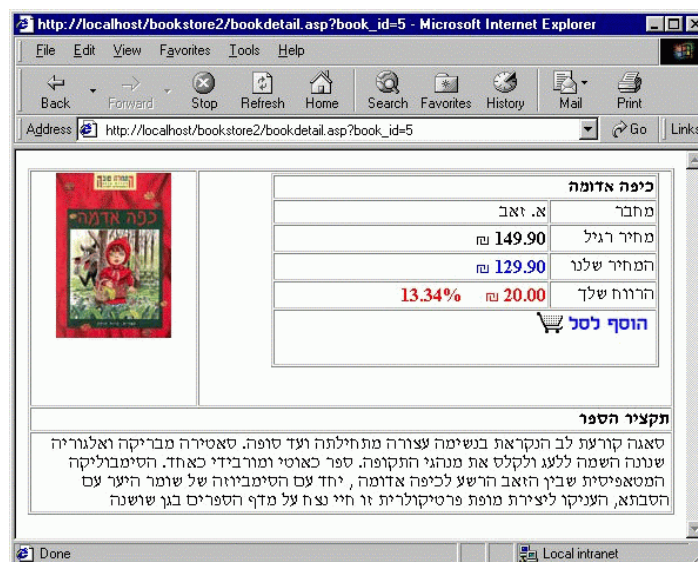 http://localhost/bookstore2/bookdetail.asp?book_id=5 - Microsoft Internet Explorer
File Edit View Favorites Tools Help
Back Forward Stop Refresh Home Search Favorites History Mail Print
Address http://localhost/bookstore2/bookdetail.asp?book_id=5 Go Links
כפה אדמה
כיפה אדומה
מחבר א. זאב
מחיר רגיל 149.90 ₪
המחיר שלנו 129.90 ₪
הרווח שלך 20.00 ₪ 13.34%
הוסף לסל
תקציר הספר
סאגה קורעת לב הנקראת בנשימה עצורה מתחילתה ועד סופה. סאטירה מבריקה ואלגוריה
שנונה השמה ללעג ולקלס את מנהגי התקופה. ספר כאוטי ומורבידי כאחד. הסימבוליקה
המטאפיסית שבין הזאב הרשע לכיפה אדומה , יחד עם הסימביוזה של שומר היער עם
הסבתא, העניקו ליצירת מופת פרטיקולרית זו חיי נצח על מדף הספרים בגן שושנה
Done Local intranet